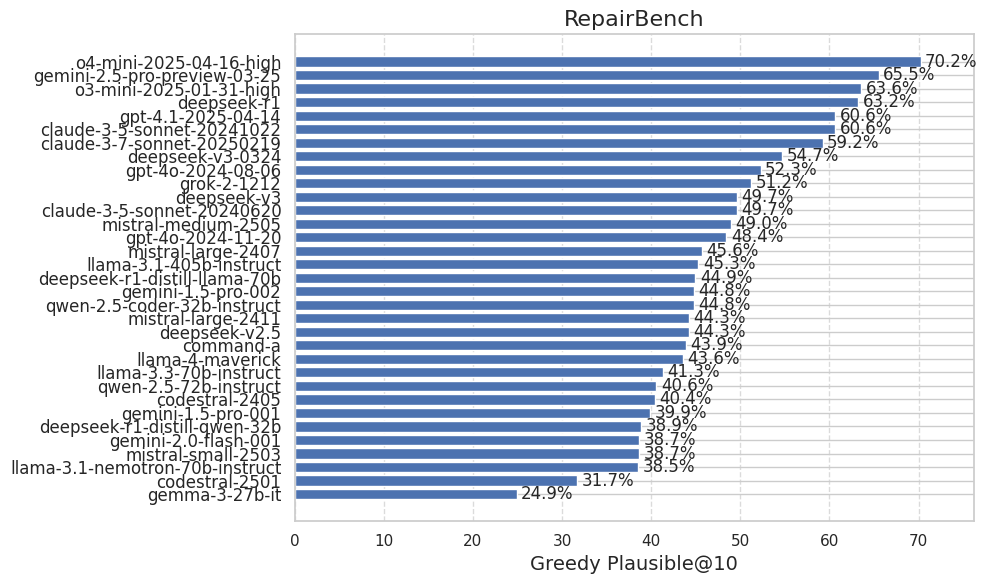 RepairBench
o4-mini-2025-04-16-high 70.2%
gemini-2.5-pro-preview-03-25 65.5%
o3-mini-2025-01-31-high 63.6%
deepseek-r1 63.2%
gpt-4.1-2025-04-14 60.6%
claude-3-5-sonnet-20241022 60.6%
claude-3-7-sonnet-20250219 59.2%
deepseek-v3-0324 54.7%
gpt-4o-2024-08-06 52.3%
grok-2-1212 51.2%
deepseek-v3 49.7%
claude-3-5-sonnet-20240620 49.7%
mistral-medium-2505 49.0%
gpt-4o-2024-11-20 48.4%
mistral-large-2407 45.6%
llama-3.1-405b-instruct 45.3%
deepseek-r1-distill-llama-70b 44.9%
gemini-1.5-pro-002 44.8%
qwen-2.5-coder-32b-instruct 44.8%
mistral-large-2411 44.3%
deepseek-v2.5 44.3%
command-a 43.9%
llama-4-maverick 43.6%
llama-3.3-70b-instruct 41.3%
qwen-2.5-72b-instruct 40.6%
codestral-2405 40.4%
gemini-1.5-pro-001 39.9%
deepseek-r1-distill-qwen-32b 38.9%
gemini-2.0-flash-001 38.7%
mistral-small-2503 38.7%
llama-3.1-nemotron-70b-instruct 38.5%
codestral-2501 31.7%
gemma-3-27b-it 24.9%
0 10 20 30 40 50 60 70
Greedy Plausible@10